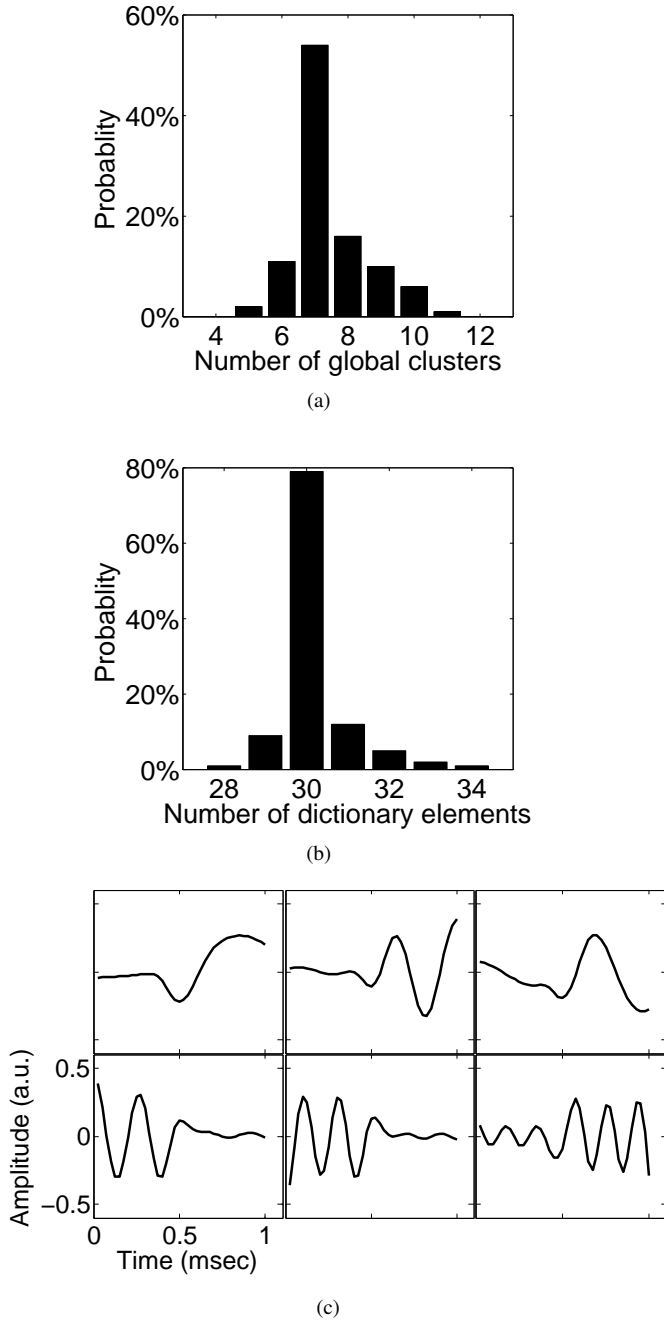 60%
40%
20%
0%
Probablity
4 6 8 10 12
Number of global clusters
(a)
80%
60%
40%
20%
0%
Probablity
28 30 32 34
Number of dictionary elements
(b)
0.5
0
−0.5
Amplitude (a.u.)
0 0.5 1
Time (msec)
(c)